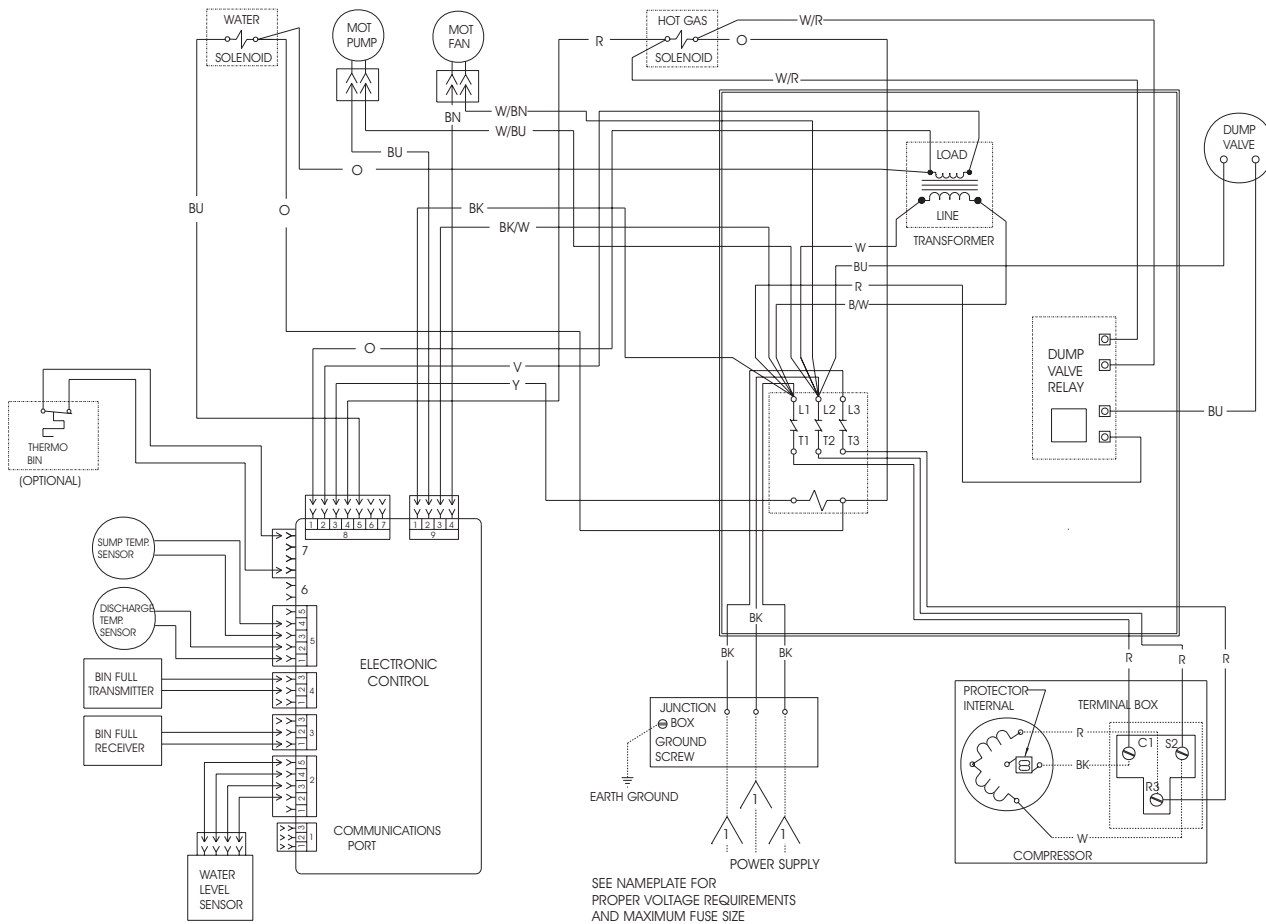 WATER
SOLENOID
MOT
PUMP
MOT
FAN
HOT GAS
SOLENOID
R
O
W/R
W/R
BN
W/BN
W/BU
BU
O
BU
O
LOAD
LINE
TRANSFORMER
DUMP
VALVE
BK
BK/W
W
BU
R
B/W
O
V
Y
DUMP
VALVE
RELAY
BU
L1
L2
L3
T1
T2
T3
THERMO
BIN
(OPTIONAL)
1 2 3 4 5 6 7
8
1 2 3 4
9
7
6
SUMP TEMP.
SENSOR
DISCHARGE
TEMP.
SENSOR
5
4
3
2
1
5
BIN FULL
TRANSMITTER
3
2
1
4
BIN FULL
RECEIVER
3
2
1
3
5
4
3
2
1
2
3
2
1
1
ELECTRONIC
CONTROL
COMMUNICATIONS
PORT
WATER
LEVEL
SENSOR
BK
BK
BK
JUNCTION
BOX
GROUND
SCREW
EARTH GROUND
1
1
1
POWER SUPPLY
SEE NAMEPLATE FOR
PROPER VOLTAGE REQUIREMENTS
AND MAXIMUM FUSE SIZE
R
R
R
PROTECTOR
INTERNAL
TERMINAL BOX
R
BK
W
C1
S2
R3
COMPRESSOR